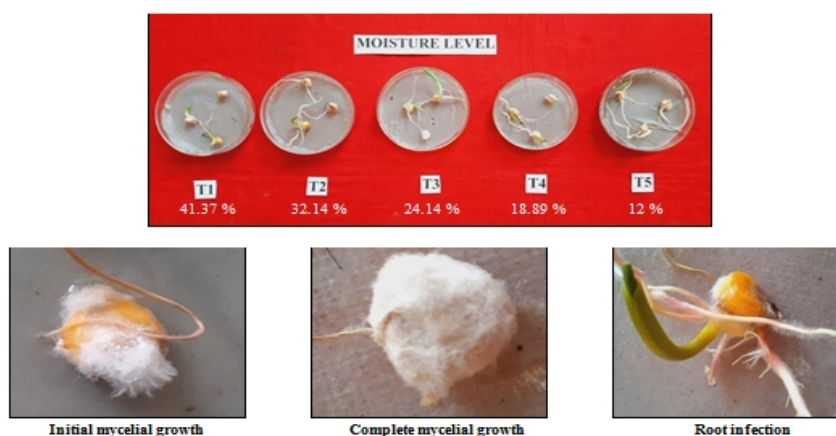 MOISTURE LEVEL
T1 T2 T3 T4 T5
41.37 % 32.14 % 24.14 % 18.89 % 12 %
Initial mycelial growth Complete mycelial growth Root infection